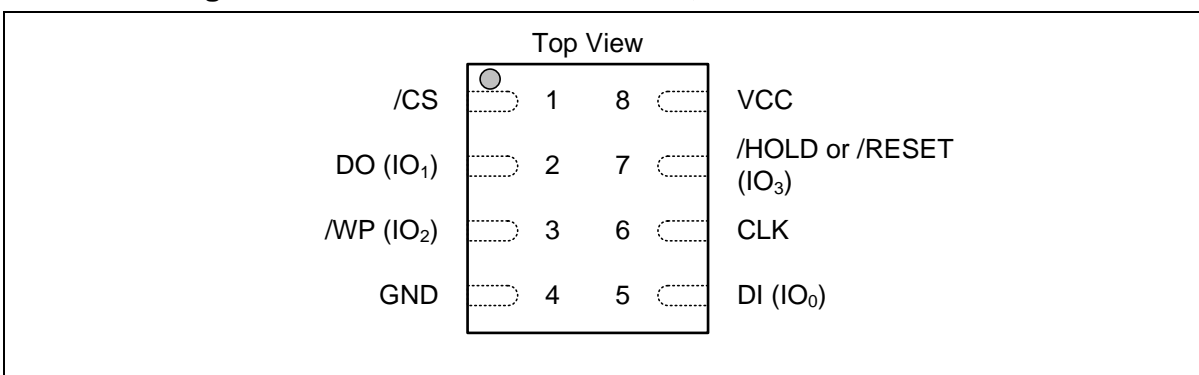 Top View
/CS 1 8 VCC
DO (IO₁) 2 7 /HOLD or /RESET
(IO₃)
/WP (IO₂) 3 6 CLK
GND 4 5 DI (IO₀)